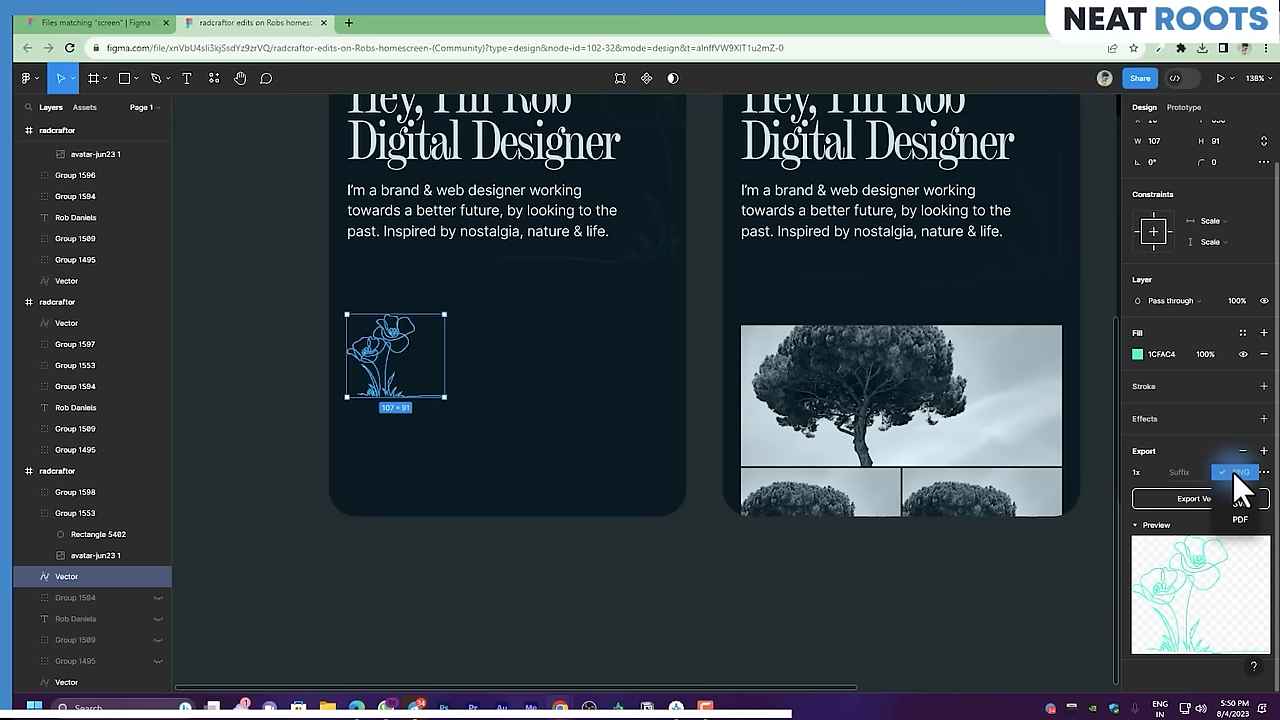 NEAT ROOTS
Files matching "screen" | Figma
radcraftor edits on Robs homesc
figma.com/file/xnVbU4sli3kjSsdYz9zrVQ/radcraftor-edits-on-Robs-homescreen-(Community)?type=design&node-id=102-32&mode=design&t=alnffVW9XIT1u2mZ-0
Share
138%
Layers
Assets
Page 1
Design
Prototype
radcraftor
avatar-jun23 1
Group 1596
Group 1594
Rob Daniels
Group 1509
Group 1495
Vector
radcraftor
Vector
Group 1597
Group 1553
Group 1594
Rob Daniels
Group 1509
Group 1495
radcraftor
Group 1598
Group 1553
Rectangle 5402
avatar-jun23 1
Vector
Group 1594
Rob Daniels
Group 1509
Group 1495
Vector
Hey, I'm Rob
Digital Designer
I'm a brand & web designer working
towards a better future, by looking to the
past. Inspired by nostalgia, nature & life.
107 × 91
Hey, I'm Rob
Digital Designer
I'm a brand & web designer working
towards a better future, by looking to the
past. Inspired by nostalgia, nature & life.
W 107
H 91
0°
0
Constraints
Scale
Scale
Layer
Pass through
100%
Fill
1CFAC4
100%
Stroke
Effects
Export
1x
Suffix
Export Ve
PDF
Preview
?
Search
ENG
IN
5:50 PM
8/4/2023